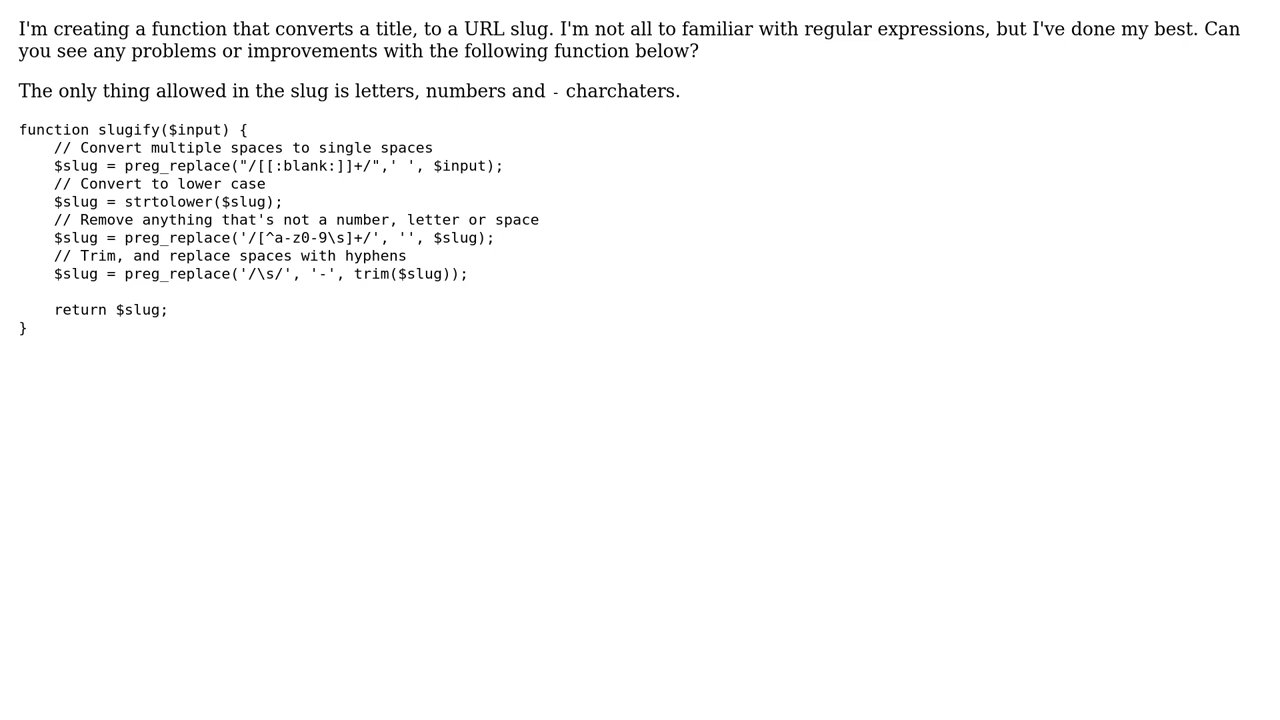 I'm creating a function that converts a title, to a URL slug. I'm not all to familiar with regular expressions, but I've done my best. Can
you see any problems or improvements with the following function below?
The only thing allowed in the slug is letters, numbers and - charchaters.
function slugify($input) {
    // Convert multiple spaces to single spaces
    $slug = preg_replace("/[[:blank:]]+/",' ', $input);
    // Convert to lower case
    $slug = strtolower($slug);
    // Remove anything that's not a number, letter or space
    $slug = preg_replace('/[^a-z0-9\s]+/', '', $slug);
    // Trim, and replace spaces with hyphens
    $slug = preg_replace('/\s/', '-', trim($slug));
    return $slug;
}